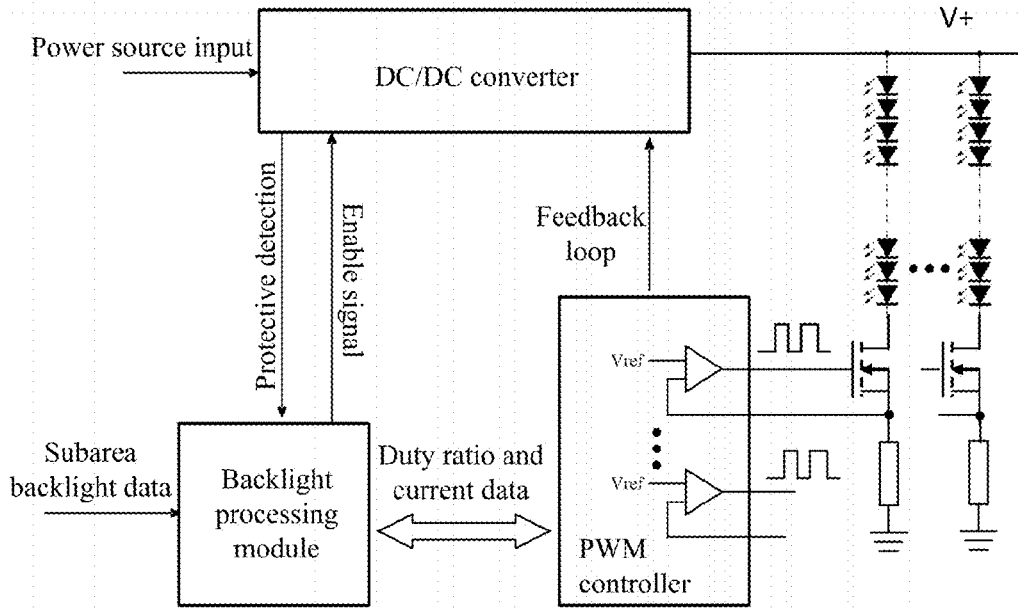 V+
Power source input
DC/DC converter
Protective detection
Enable signal
Feedback
loop
Vref
Vref
Subarea
backlight data
Backlight
processing
module
Duty ratio and
current data
PWM
controller